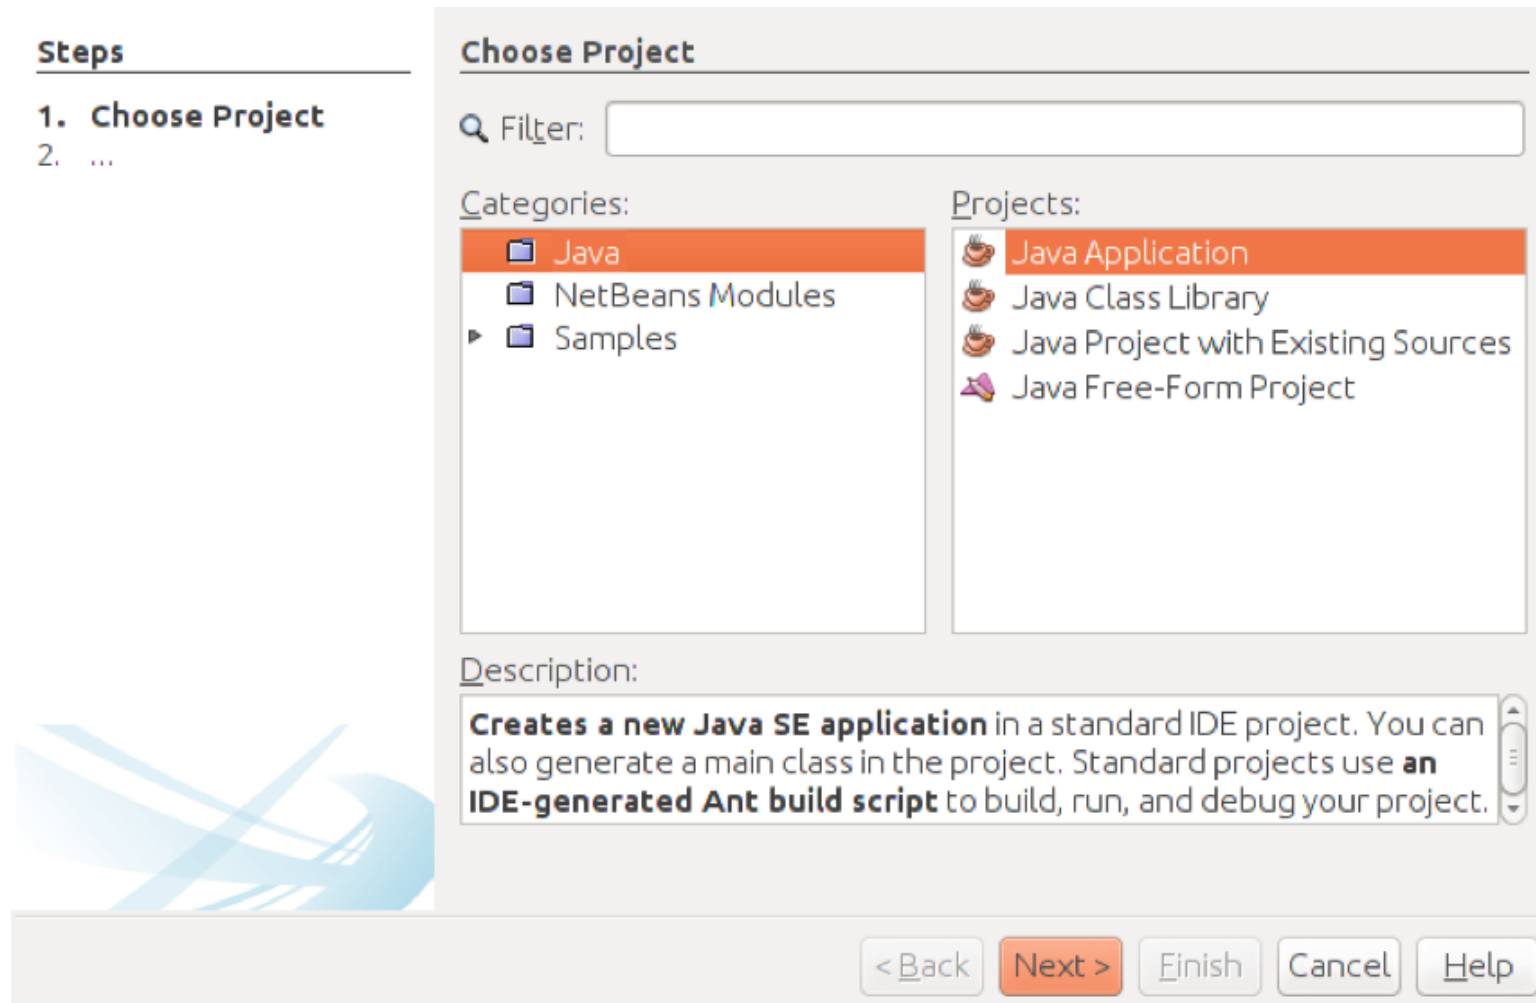 Steps
1. Choose Project
2. ...
Choose Project
Filter:
Categories:
Java
NetBeans Modules
Samples
Projects:
Java Application
Java Class Library
Java Project with Existing Sources
Java Free-Form Project
Description:
Creates a new Java SE application in a standard IDE project. You can
also generate a main class in the project. Standard projects use an
IDE-generated Ant build script to build, run, and debug your project.
< Back
Next >
Finish
Cancel
Help